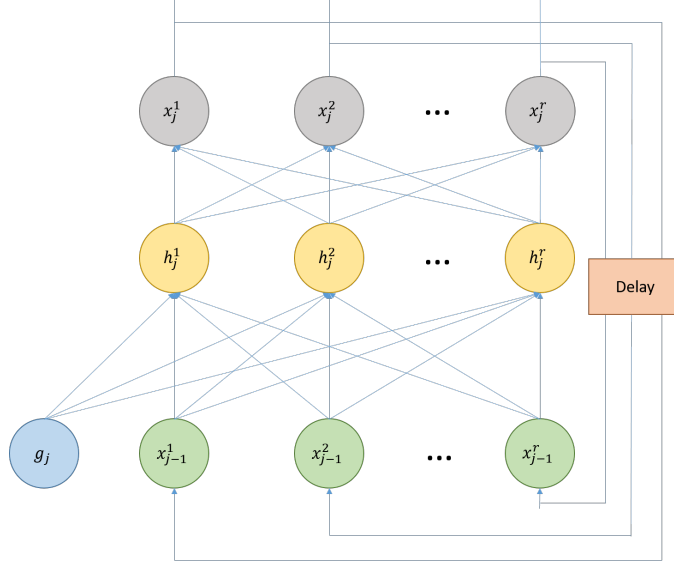 x_j^1 x_j^2 ... x_j^r
h_j^1 h_j^2 ... h_j^r
Delay
g_j x_{j-1}^1 x_{j-1}^2 ... x_{j-1}^r